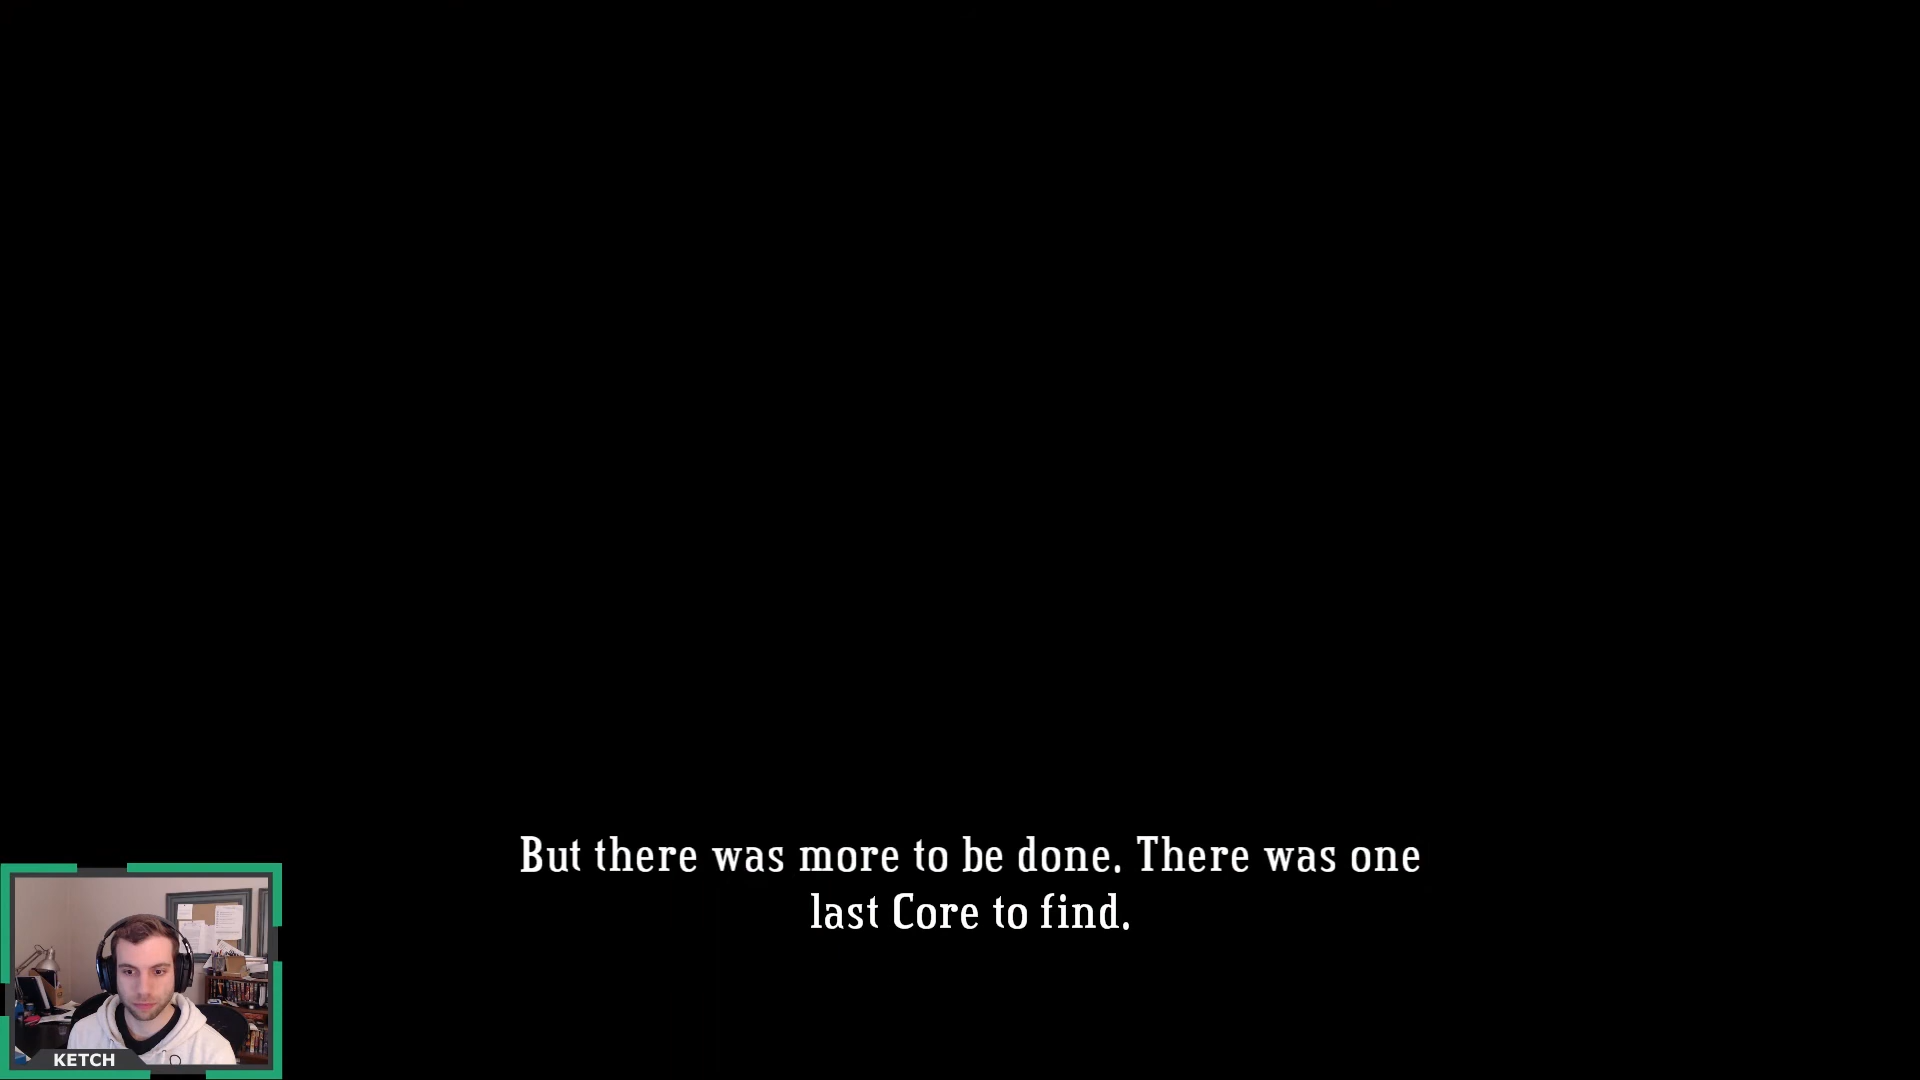 But there was more to be done. There was one
last Core to find.
KETCH